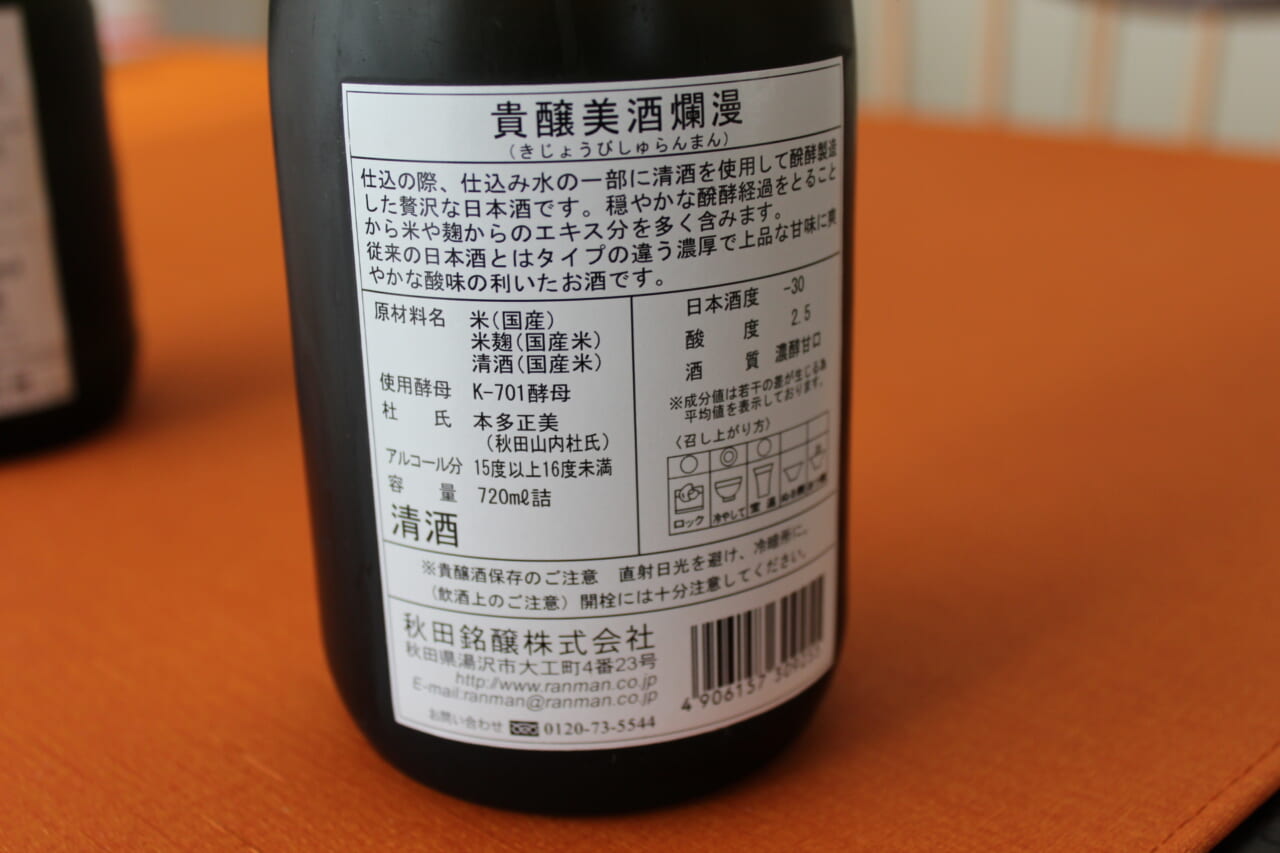 貴醸美酒爛漫
（きじょうびしゅらんまん）
仕込の際、仕込み水の一部に清酒を使用して醗酵製造
した贅沢な日本酒です。穏やかな醗酵経過をとること
から米や麹からのエキス分を多く含みます。
従来の日本酒とはタイプの違う濃厚で上品な甘味に爽
やかな酸味の利いたお酒です。
原材料名 米(国産)
米麹(国産米)
清酒(国産米)
使用酵母 K-701酵母
杜氏 本多正美
（秋田山内杜氏）
アルコール分 15度以上16度未満
容量 720mℓ詰
清酒
日本酒度 -30
酸度 2.5
酒質 濃醇甘口
※成分値は若干の差が生じる為
平均値を表示しております。
〈召し上がり方〉
○ ◎ ○
ロック 冷やして 常温 ぬる燗
※貴醸酒保存のご注意 直射日光を避け、冷暗所に。
（飲酒上のご注意）開栓には十分注意してください。
秋田銘醸株式会社
秋田県湯沢市大工町4番23号
http://www.ranman.co.jp
E-mail:ranman@ranman.co.jp
お問い合わせ 0120-73-5544
4 906157